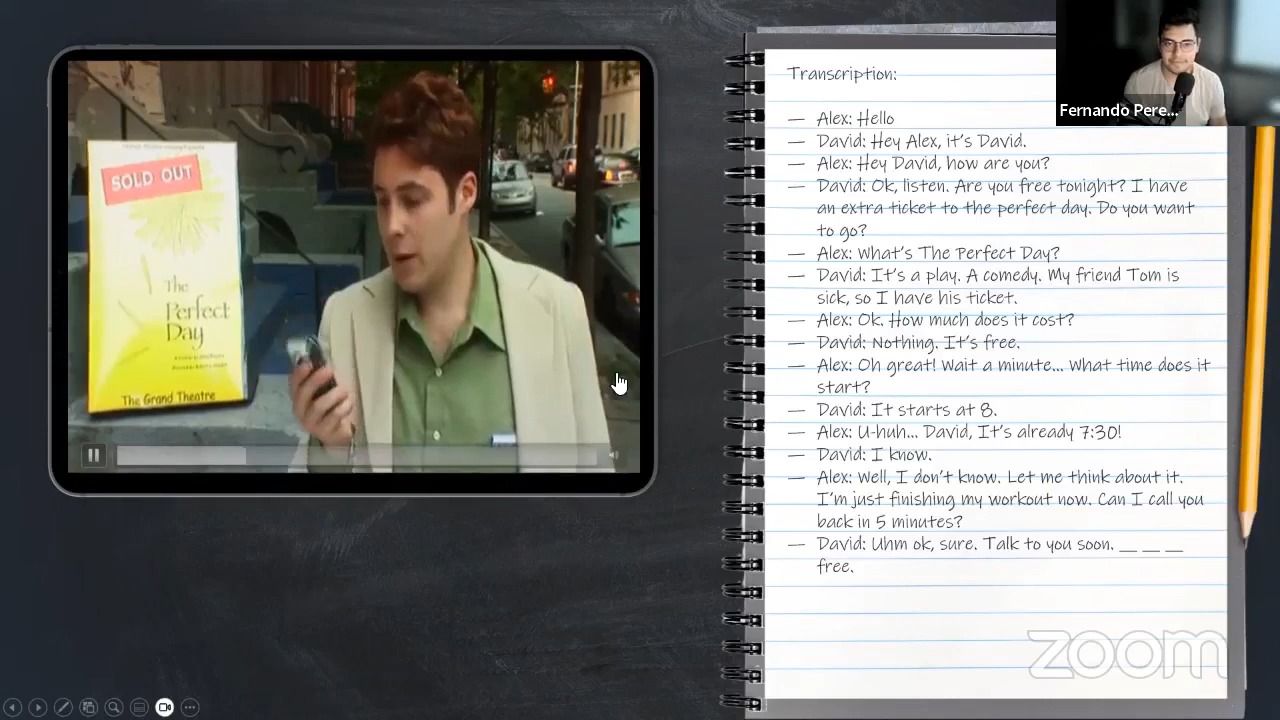 SOLD OUT
The
Perfect
Day
The Grand Theatre
Transcription:
— Alex: Hello
— David: Hey Alex, it's David.
— Alex: Hey David, how are you?
— David: Ok, listen. Are you free tonight? I have
an extra ticket to the perfect day. Do you want
to go?
— Alex: What's The Perfect Day?
— David: It's a play. A comedy. My friend Tom is
sick, so I have his ticket.
— Alex: Ok. How much does it cost?
— David: Nothing. It's free.
— Alex: Oh great! Wait a minute... What time does it
start?
— David: It starts at 8.
— Alex: U-huh... David, It's already 7:30!
— David: I know.
— Alex: Well, I don't know. Let me think about it.
I'm just finishing my workout now. Can I call you
back in 5 minutes?
— David: Uhm ok, sure. Talk to you soon. __ __ __
free.
Fernando Pere...
zoom